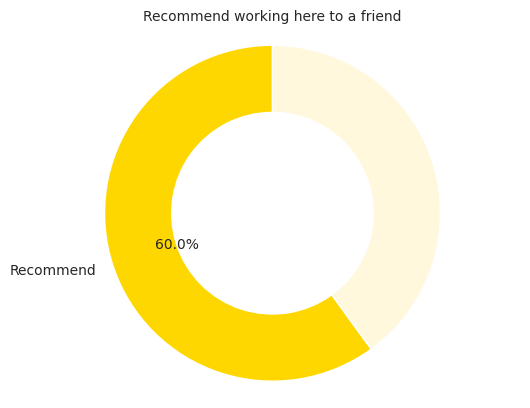 Recommend working here to a friend
60.0%
Recommend